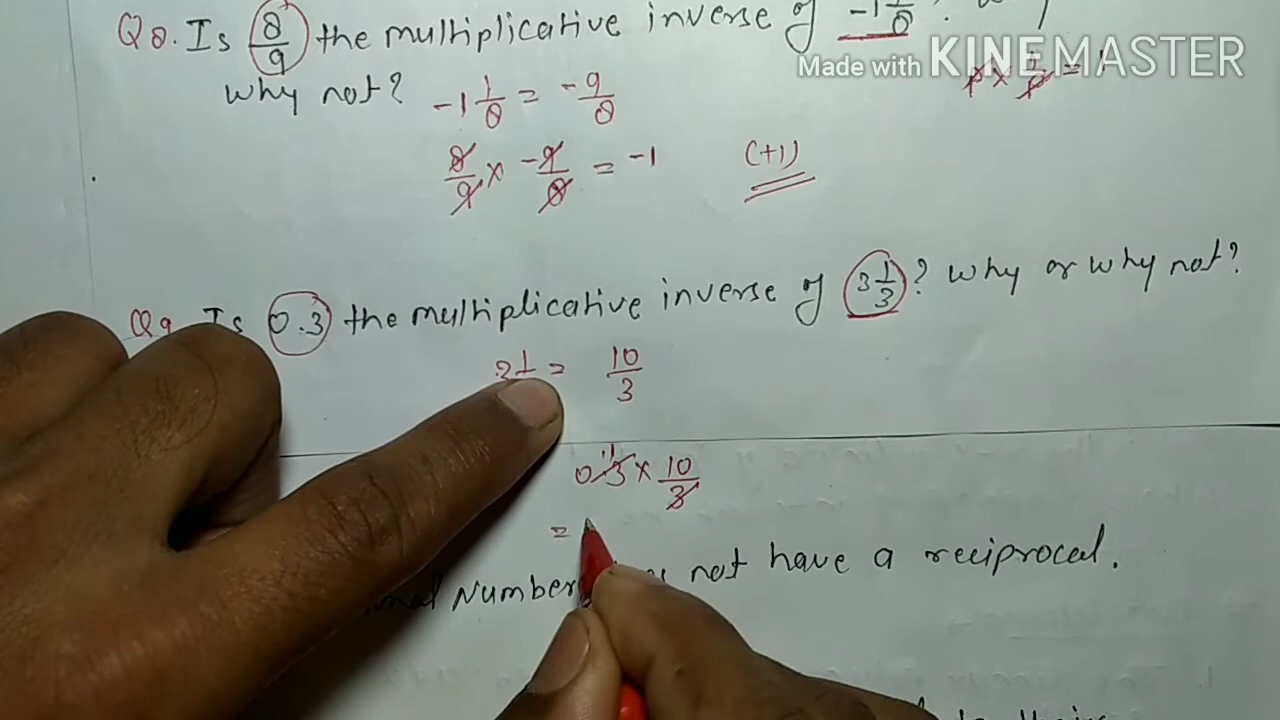 Q8. Is 8/9 the multiplicative inverse of -1 1/8 ?
why not? -1 1/8 = -9/8
8/9 × -9/8 = -1 (+1)
Made with KINEMASTER
Q9 Is 0.3 the multiplicative inverse of 3 1/3 ? why or why not?
= 10/3
0.3 × 10/3
=
Number not have a reciprocal.